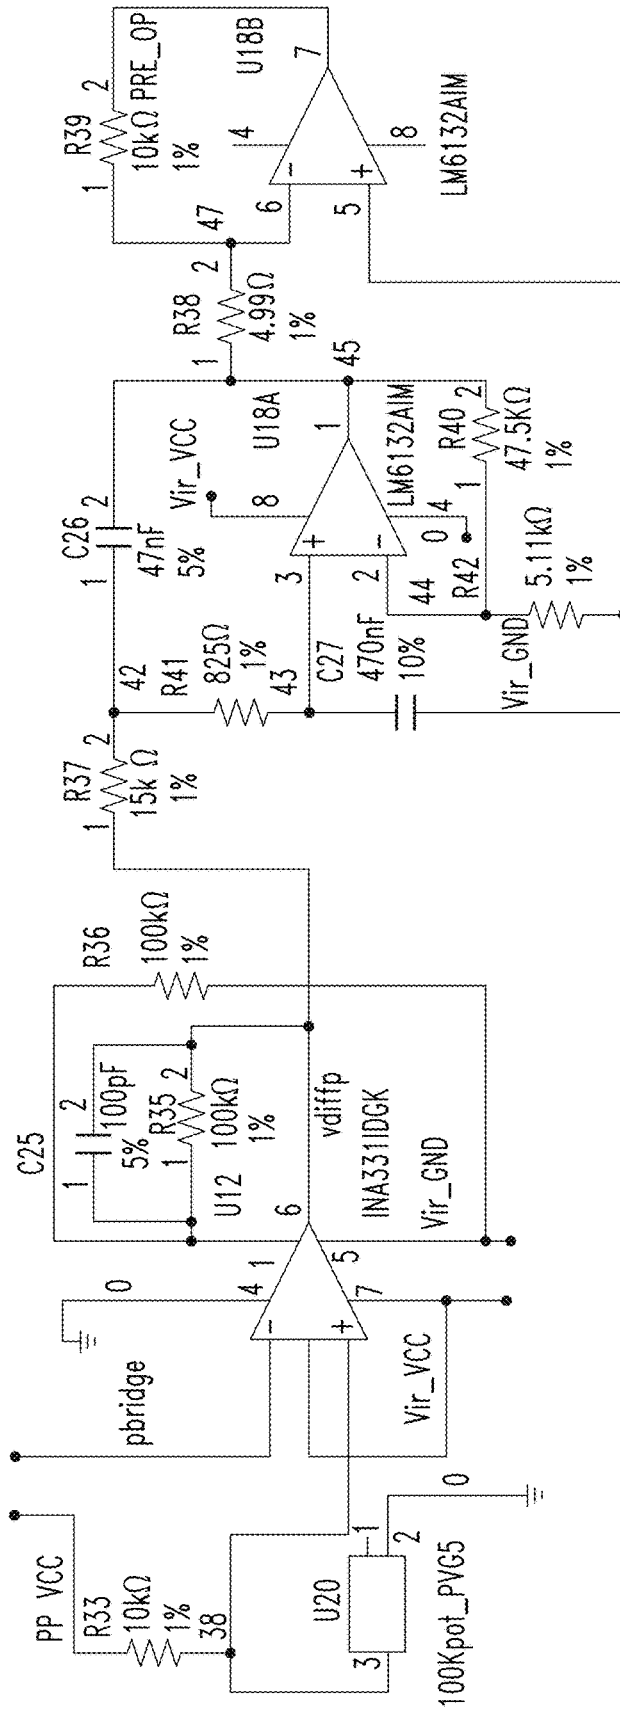 PP_VCC
R33
10kΩ
1%
38
3
U20
1
2
0
100Kpot_PVG5
pbridge
0
4
1
U12
6
5
7
Vir_VCC
INA331IDGK
Vir_GND
vdiffp
C25
1
2
100pF
5%
R35
1
2
100kΩ
1%
R36
100kΩ
1%
R37
1
2
15k Ω
1%
42
R41
825Ω
1%
43
C26
1
2
47nF
5%
Vir_VCC
8
3
2
C27
470nF
10%
44
0
4
R42
5.11kΩ
1%
Vir_GND
U18A
1
LM6132AIM
45
R40
1
2
47.5KΩ
1%
R38
1
2
4.99Ω
1%
47
R39
1
2
10kΩ
1%
PRE_OP
U18B
4
6
5
7
8
LM6132AIM